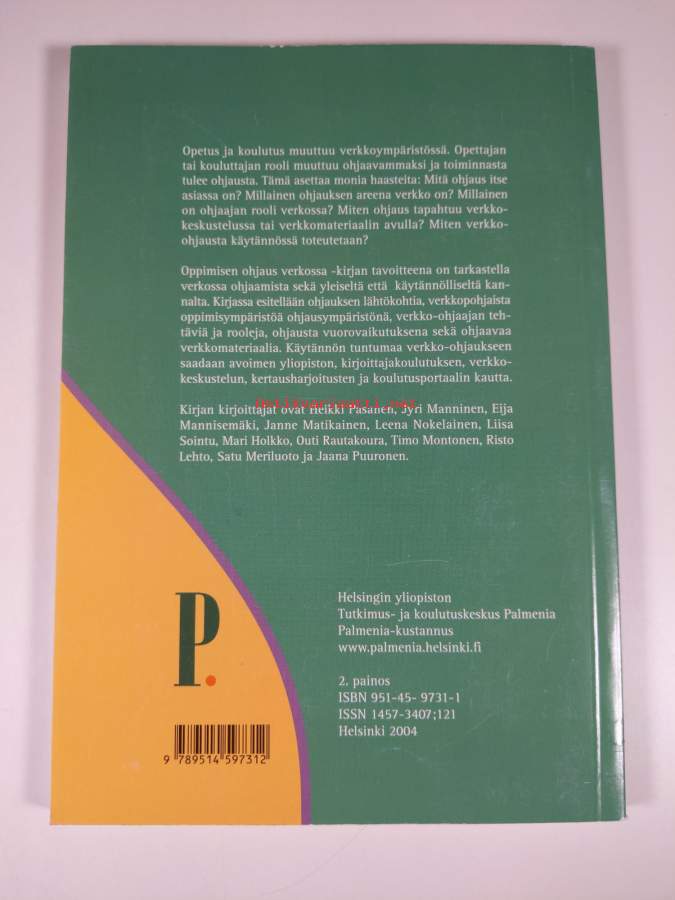 Opetus ja koulutus muuttuu verkkoympäristössä. Opettajan
tai kouluttajan rooli muuttuu ohjaavammaksi ja toiminnasta
tulee ohjausta. Tämä asettaa monia haasteita: Mitä ohjaus itse
asiassa on? Millainen ohjauksen areena verkko on? Millainen
on ohjaajan rooli verkossa? Miten ohjaus tapahtuu verkko-
keskustelussa tai verkkomateriaalin avulla? Miten verkko-
ohjausta käytännössä toteutetaan?
Oppimisen ohjaus verkossa -kirjan tavoitteena on tarkastella
verkossa ohjaamista sekä yleiseltä että käytännölliseltä kan-
nalta. Kirjassa esitellään ohjauksen lähtökohtia, verkkopohjaista
oppimisympäristöä ohjausympäristönä, verkko-ohjaajan teh-
täviä ja rooleja, ohjausta vuorovaikutuksena sekä ohjaavaa
verkkomateriaalia. Käytännön tuntumaa verkko-ohjaukseen
saadaan avoimen yliopiston, kirjoittajakoulutuksen, verkko-
keskustelun, kertausharjoitusten ja koulutusportaalin kautta.
Antikvariaatti.net
Kirjan kirjoittajat ovat Heikki Pasanen, Jyri Manninen, Eija
Mannisemäki, Janne Matikainen, Leena Nokelainen, Liisa
Sointu, Mari Holkko, Outi Rautakoura, Timo Montonen, Risto
Lehto, Satu Meriluoto ja Jaana Puuronen.
P.
Helsingin yliopiston
Tutkimus- ja koulutuskeskus Palmenia
Palmenia-kustannus
www.palmenia.helsinki.fi
2. painos
ISBN 951-45- 9731-1
ISSN 1457-3407;121
Helsinki 2004
9 789514 597312